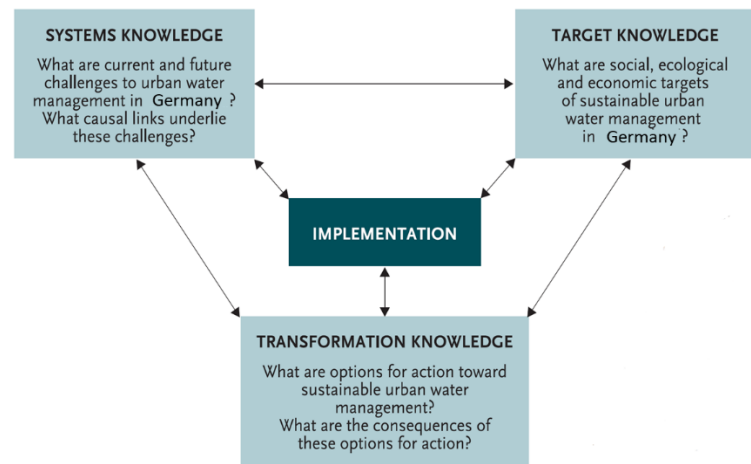 SYSTEMS KNOWLEDGE
What are current and future
challenges to urban water
management in Germany ?
What causal links underlie
these challenges?
TARGET KNOWLEDGE
What are social, ecological
and economic targets
of sustainable urban
water management
in Germany ?
IMPLEMENTATION
TRANSFORMATION KNOWLEDGE
What are options for action toward
sustainable urban water
management?
What are the consequences of
these options for action?